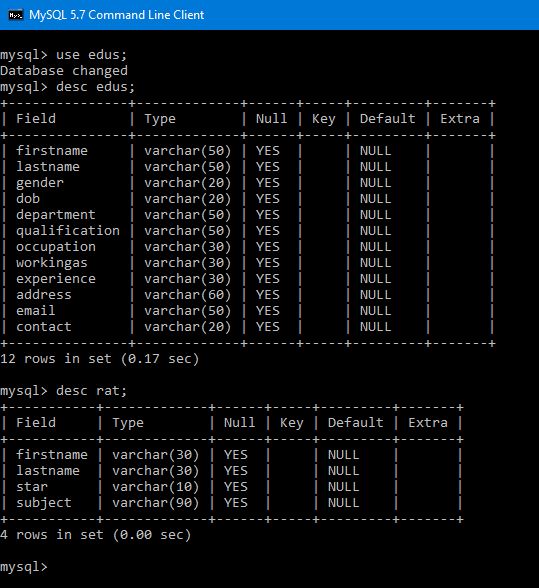 MySQL 5.7 Command Line Client
mysql> use edus;
Database changed
mysql> desc edus;
+---------------+-------------+------+-----+---------+-------+
| Field         | Type        | Null | Key | Default | Extra |
+---------------+-------------+------+-----+---------+-------+
| firstname     | varchar(50) | YES  |     | NULL    |       |
| lastname      | varchar(50) | YES  |     | NULL    |       |
| gender        | varchar(20) | YES  |     | NULL    |       |
| dob           | varchar(20) | YES  |     | NULL    |       |
| department    | varchar(50) | YES  |     | NULL    |       |
| qualification | varchar(50) | YES  |     | NULL    |       |
| occupation    | varchar(30) | YES  |     | NULL    |       |
| workingas     | varchar(30) | YES  |     | NULL    |       |
| experience    | varchar(30) | YES  |     | NULL    |       |
| address       | varchar(60) | YES  |     | NULL    |       |
| email         | varchar(50) | YES  |     | NULL    |       |
| contact       | varchar(20) | YES  |     | NULL    |       |
+---------------+-------------+------+-----+---------+-------+
12 rows in set (0.17 sec)
mysql> desc rat;
+-----------+-------------+------+-----+---------+-------+
| Field     | Type        | Null | Key | Default | Extra |
+-----------+-------------+------+-----+---------+-------+
| firstname | varchar(30) | YES  |     | NULL    |       |
| lastname  | varchar(30) | YES  |     | NULL    |       |
| star      | varchar(10) | YES  |     | NULL    |       |
| subject   | varchar(90) | YES  |     | NULL    |       |
+-----------+-------------+------+-----+---------+-------+
4 rows in set (0.00 sec)
mysql>